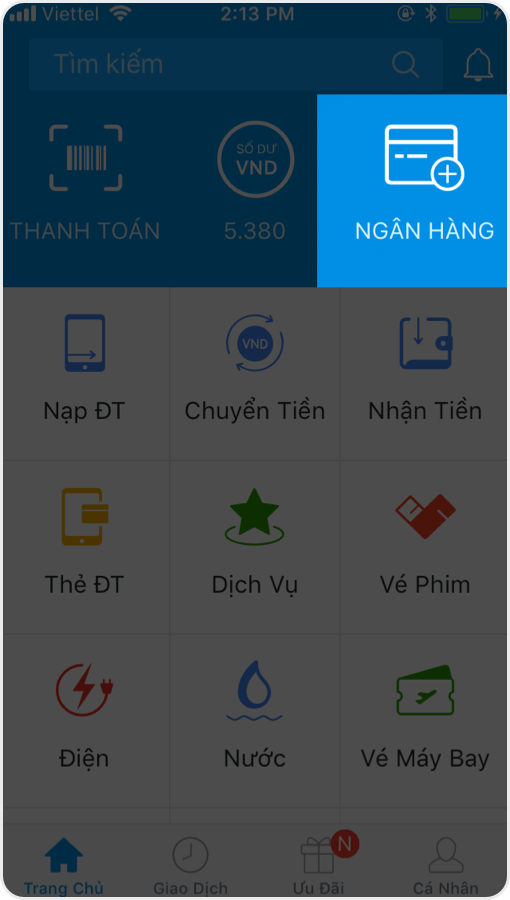 Viettel 2:13 PM
Tìm kiếm
SỐ DƯ
VND
THANH TOÁN 5.380 NGÂN HÀNG
VND
Nạp ĐT Chuyển Tiền Nhận Tiền
Thẻ ĐT Dịch Vụ Vé Phim
Điện Nước Vé Máy Bay
N
Trang Chủ Giao Dịch Ưu Đãi Cá Nhân